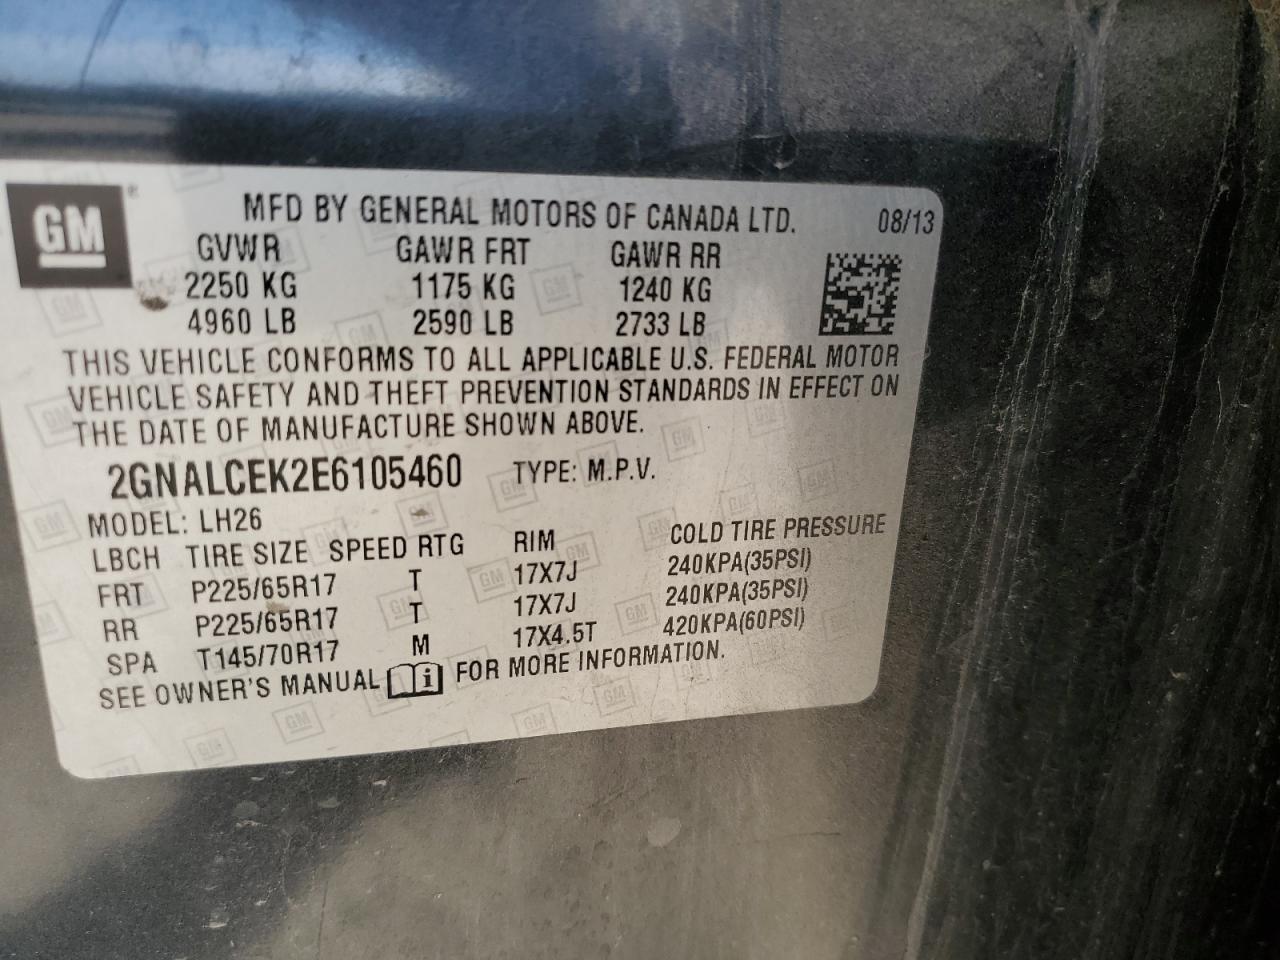 GM ®
MFD BY GENERAL MOTORS OF CANADA LTD. 08/13
GVWR GAWR FRT GAWR RR
2250 KG 1175 KG 1240 KG
4960 LB 2590 LB 2733 LB
THIS VEHICLE CONFORMS TO ALL APPLICABLE U.S. FEDERAL MOTOR
VEHICLE SAFETY AND THEFT PREVENTION STANDARDS IN EFFECT ON
THE DATE OF MANUFACTURE SHOWN ABOVE.
2GNALCEK2E6105460 TYPE: M.P.V.
MODEL: LH26
LBCH TIRE SIZE SPEED RTG RIM COLD TIRE PRESSURE
FRT P225/65R17 T 17X7J 240KPA(35PSI)
RR P225/65R17 T 17X7J 240KPA(35PSI)
SPA T145/70R17 M 17X4.5T 420KPA(60PSI)
SEE OWNER'S MANUAL i FOR MORE INFORMATION.